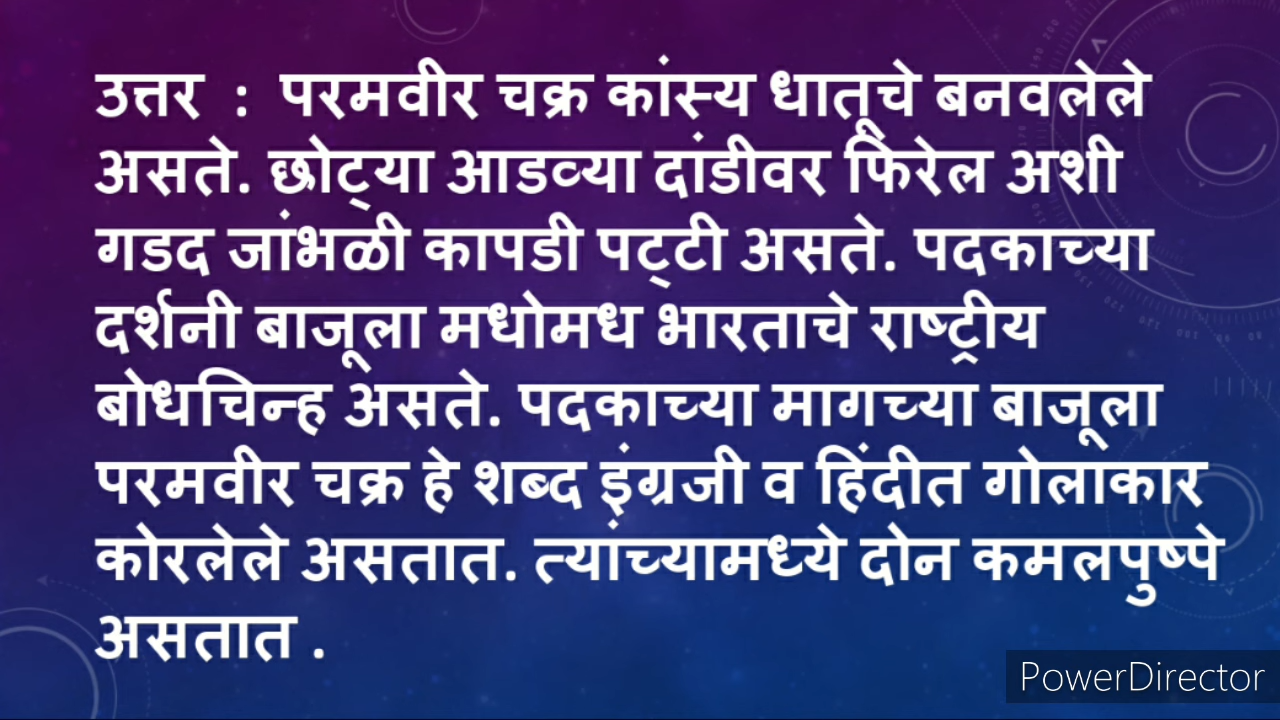 उत्तर : परमवीर चक्र कांस्य धातूचे बनवलेले
असते. छोट्या आडव्या दांडीवर फिरेल अशी
गडद जांभळी कापडी पट्टी असते. पदकाच्या
दर्शनी बाजूला मधोमध भारताचे राष्ट्रीय
बोधचिन्ह असते. पदकाच्या मागच्या बाजूला
परमवीर चक्र हे शब्द इंग्रजी व हिंदीत गोलाकार
कोरलेले असतात. त्यांच्यामध्ये दोन कमलपुष्पे
असतात .
PowerDirector